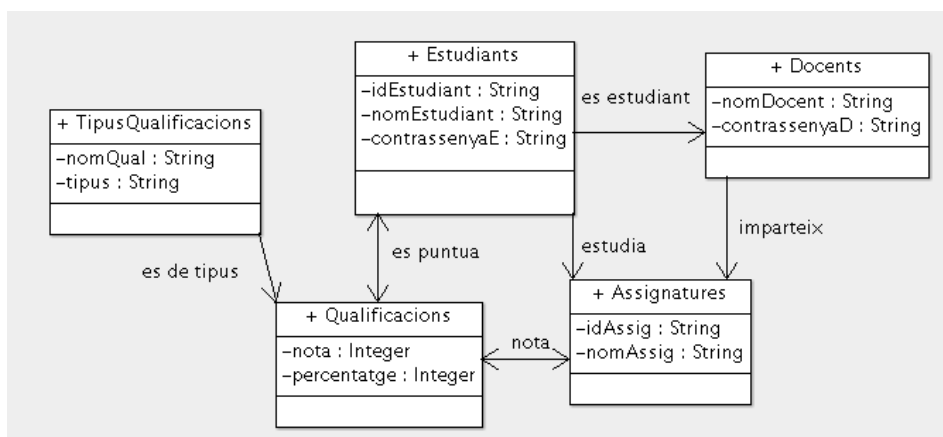 + Estudiants
-idEstudiant : String
-nomEstudiant : String
-contrassenyaE : String
es estudiant
+ Docents
-nomDocent : String
-contrassenyaD : String
+ TipusQualificacions
-nomQual : String
-tipus : String
es de tipus
es puntua
estudia
imparteix
+ Qualificacions
-nota : Integer
-percentatge : Integer
nota
+ Assignatures
-idAssig : String
-nomAssig : String